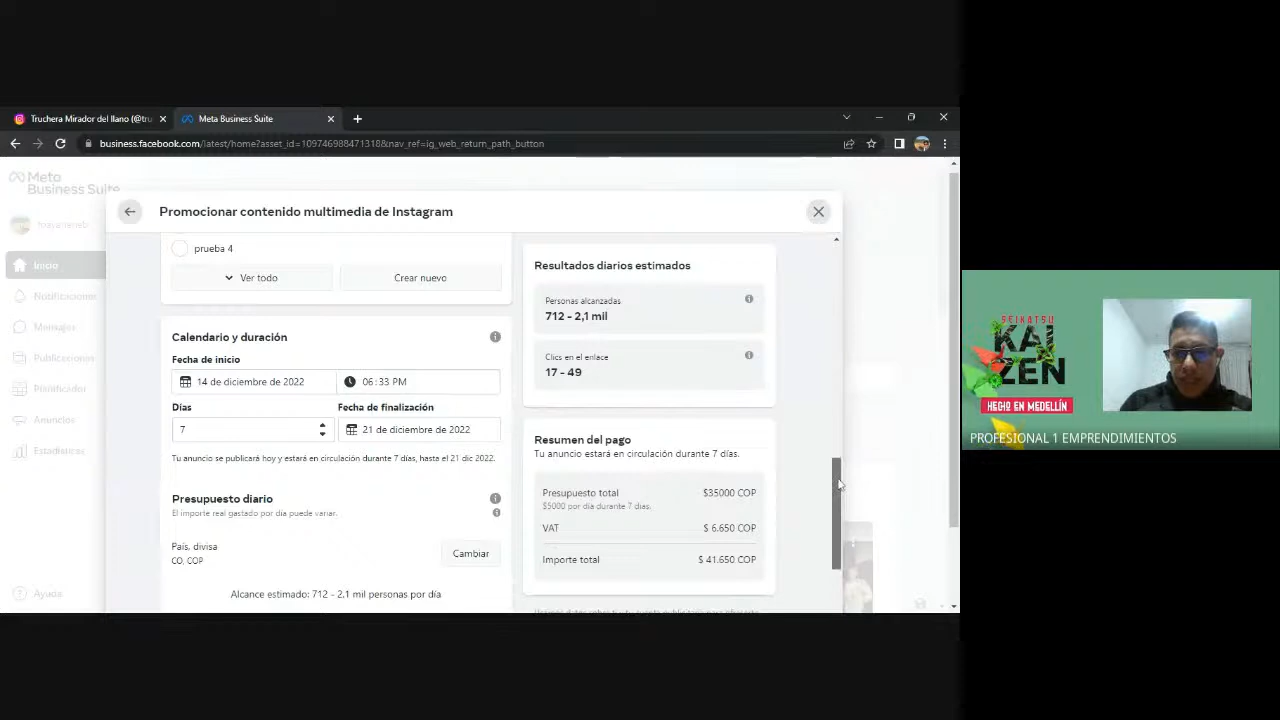 Truchera Mirador del llano (@tru
Meta Business Suite
business.facebook.com/latest/home?asset_id=109746988471318&nav_ref=ig_web_return_path_button
Meta
Business Suite
Inicio
Notificaciones
Mensajes
Publicaciones
Planificador
Anuncios
Estadísticas
Ayuda
Promocionar contenido multimedia de Instagram
prueba 4
Ver todo
Crear nuevo
Calendario y duración
Fecha de inicio
14 de diciembre de 2022
06:33 PM
Días
Fecha de finalización
7
21 de diciembre de 2022
Tu anuncio se publicará hoy y estará en circulación durante 7 días, hasta el 21 dic 2022.
Presupuesto diario
El importe real gastado por día puede variar.
País, divisa
CO, COP
Cambiar
Alcance estimado: 712 - 2,1 mil personas por día
Resultados diarios estimados
Personas alcanzadas
712 - 2,1 mil
Clics en el enlace
17 - 49
Resumen del pago
Tu anuncio estará en circulación durante 7 días.
Presupuesto total $35000 COP
$5000 por día durante 7 días.
VAT $ 6.650 COP
Importe total $ 41.650 COP
SEIKATSU
KAI
ZEN
HECHO EN MEDELLÍN
PROFESIONAL 1 EMPRENDIMIENTOS